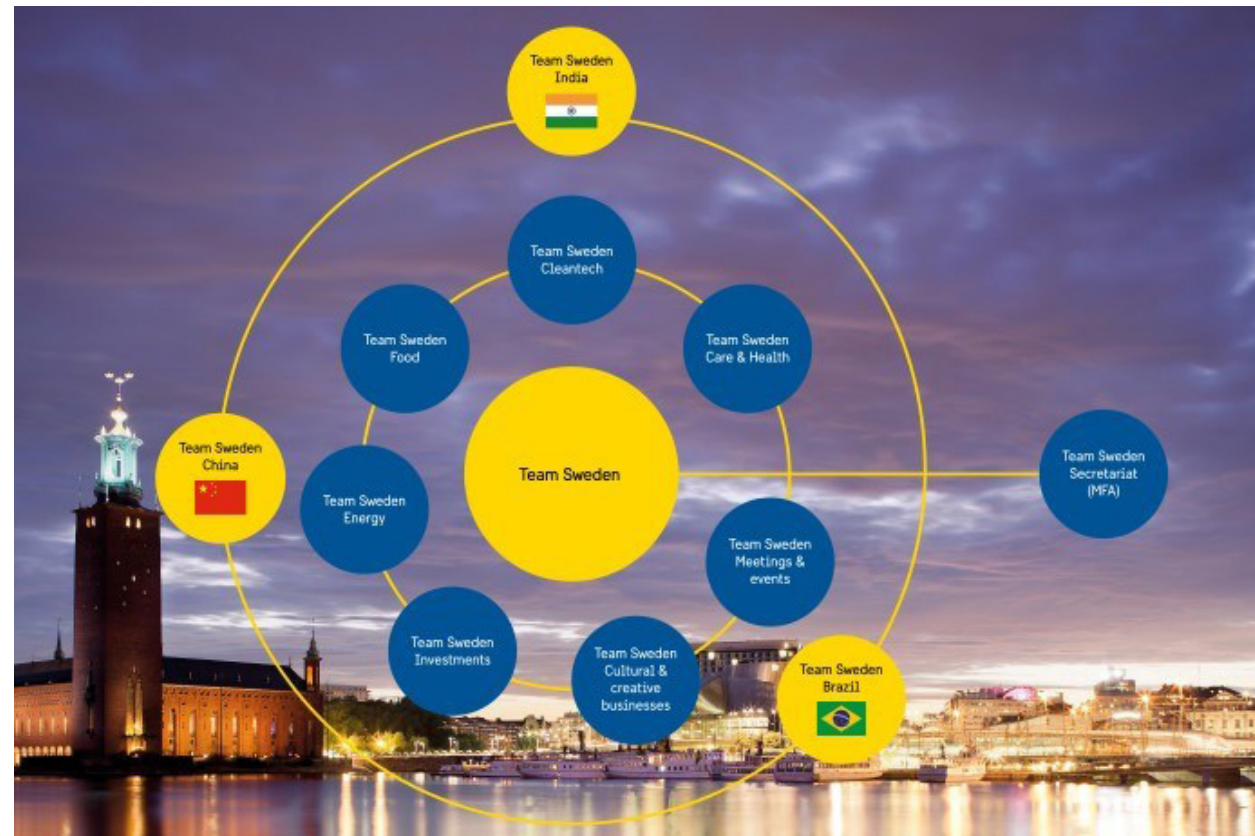 Team Sweden
India
Team Sweden
Cleantech
Team Sweden
Food
Team Sweden
Care & Health
Team Sweden
China
Team Sweden
Team Sweden
Secretariat
(MFA)
Team Sweden
Energy
Team Sweden
Meetings &
events
Team Sweden
Investments
Team Sweden
Cultural &
creative
businesses
Team Sweden
Brazil